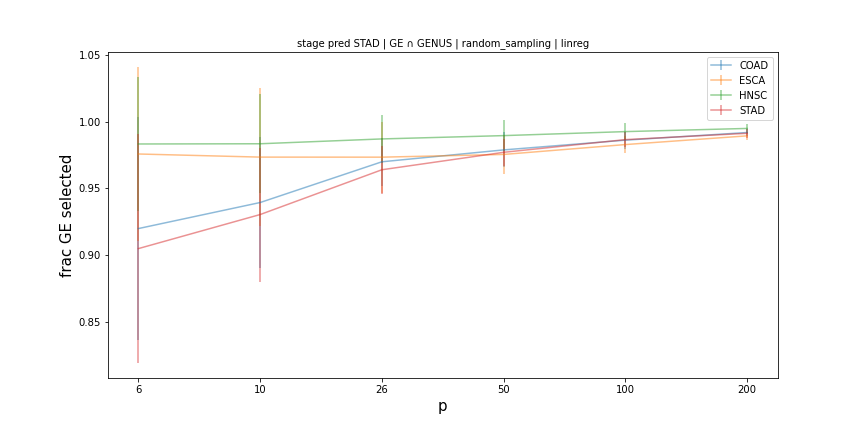 stage pred STAD | GE ∩ GENUS | random_sampling | linreg
1.05
1.00
0.95
0.90
0.85
frac GE selected
COAD
ESCA
HNSC
STAD
6 10 26 50 100 200
p